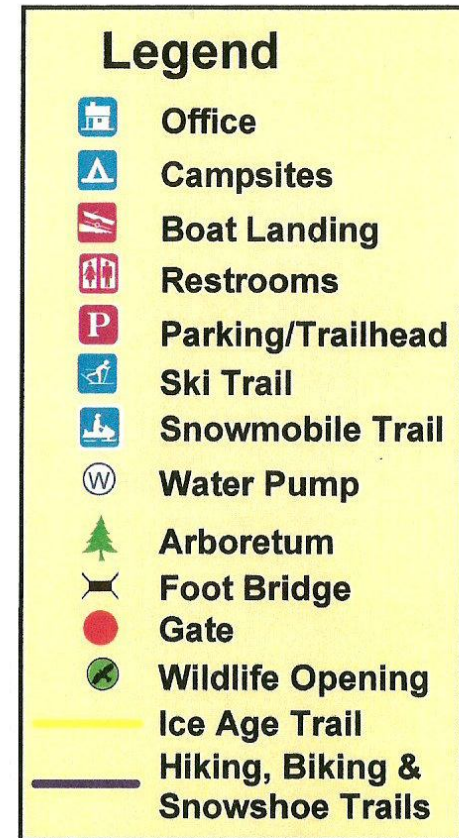 Legend
Office
Campsites
Boat Landing
Restrooms
P Parking/Trailhead
Ski Trail
Snowmobile Trail
W Water Pump
Arboretum
Foot Bridge
Gate
Wildlife Opening
Ice Age Trail
Hiking, Biking &
Snowshoe Trails